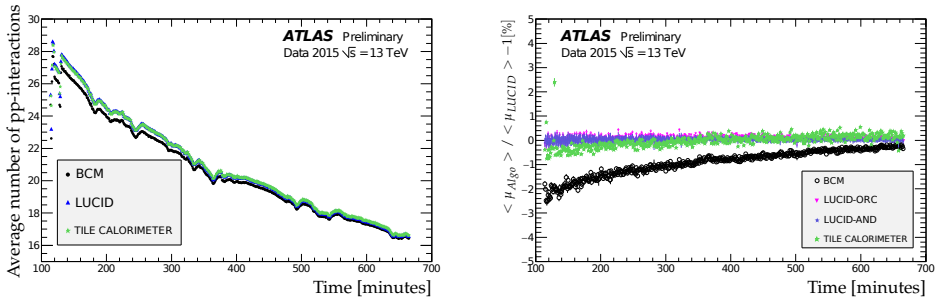 ATLAS Preliminary
Data 2015 √s = 13 TeV
Average number of pp-interactions
30
28
26
24
22
20
18
16
BCM
LUCID
TILE CALORIMETER
100 200 300 400 500 600 700
Time [minutes]
ATLAS Preliminary
Data 2015 √s = 13 TeV
< μAlgo > / < μLUCID > −1[%]
5
4
3
2
1
0
−1
−2
−3
−4
−5
BCM
LUCID-ORC
LUCID-AND
TILE CALORIMETER
100 200 300 400 500 600 700
Time [minutes]